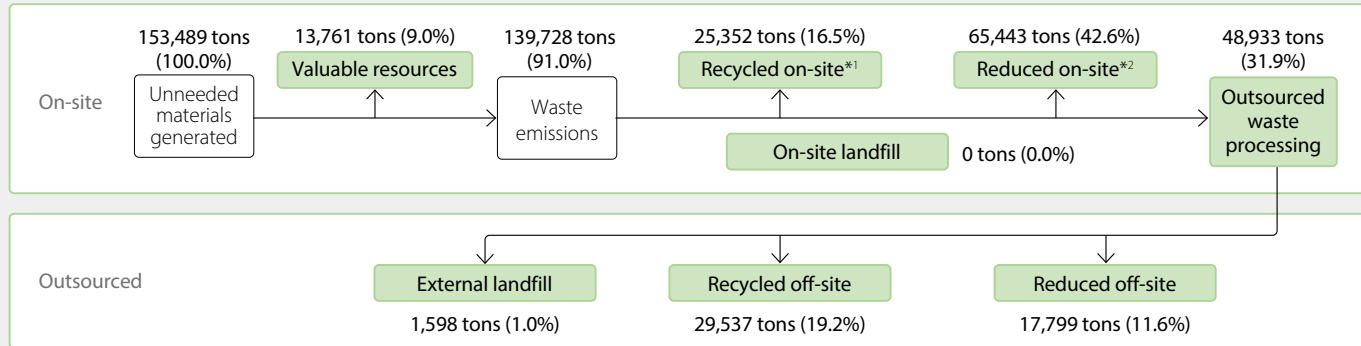 153,489 tons
(100.0%)
13,761 tons (9.0%)
139,728 tons
(91.0%)
25,352 tons (16.5%)
65,443 tons (42.6%)
48,933 tons
(31.9%)
On-site
Unneeded
materials
generated
Valuable resources
Waste
emissions
Recycled on-site*1
Reduced on-site*2
Outsourced
waste
processing
On-site landfill
0 tons (0.0%)
Outsourced
External landfill
Recycled off-site
Reduced off-site
1,598 tons (1.0%)
29,537 tons (19.2%)
17,799 tons (11.6%)